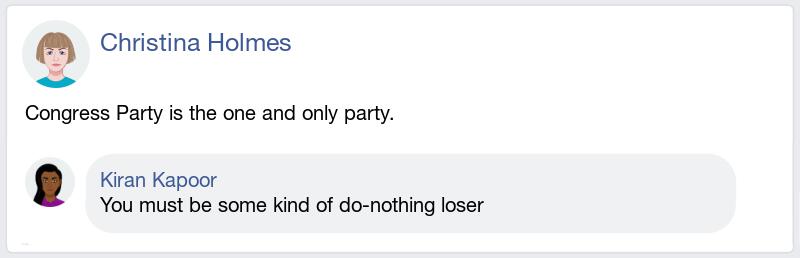 Christina Holmes
Congress Party is the one and only party.
Kiran Kapoor
You must be some kind of do-nothing loser